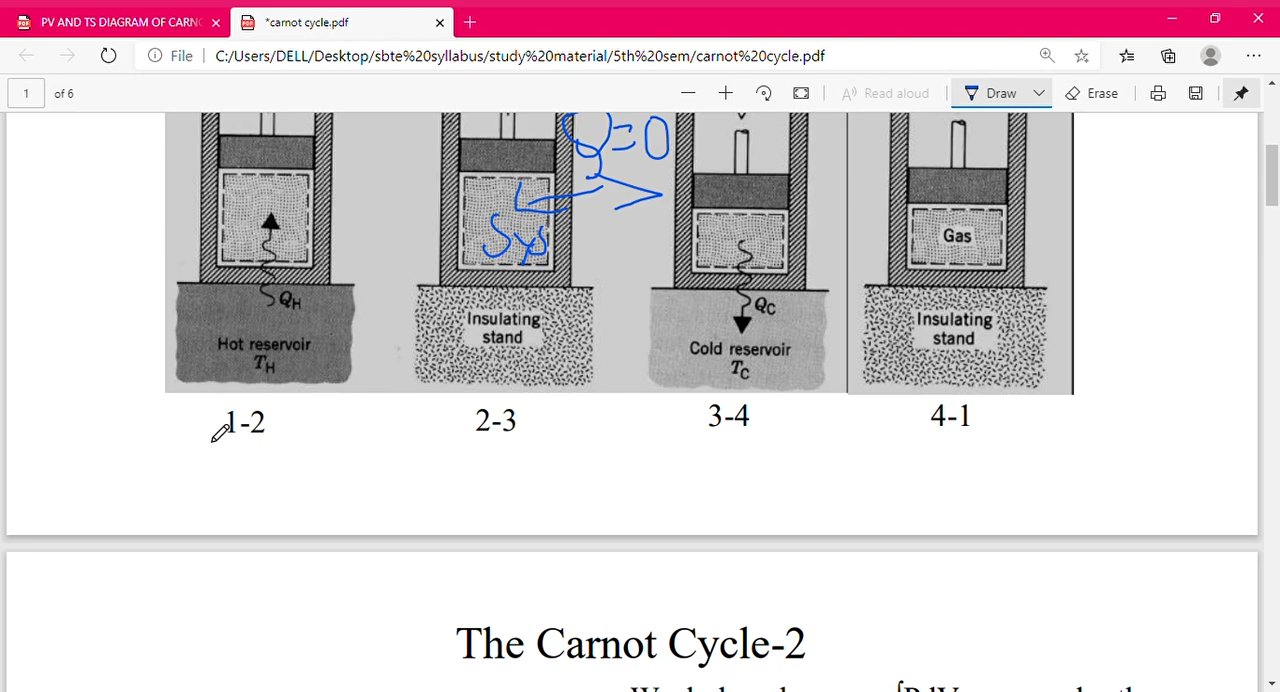 PV AND TS DIAGRAM OF CARNO
*carnot cycle.pdf
File
C:/Users/DELL/Desktop/sbte%20syllabus/study%20material/5th%20sem/carnot%20cycle.pdf
1
of 6
Read aloud
Draw
Erase
Q=0
Sys
Gas
QH
QC
Hot reservoir
TH
Insulating
stand
Cold reservoir
TC
Insulating
stand
1-2
2-3
3-4
4-1
The Carnot Cycle-2